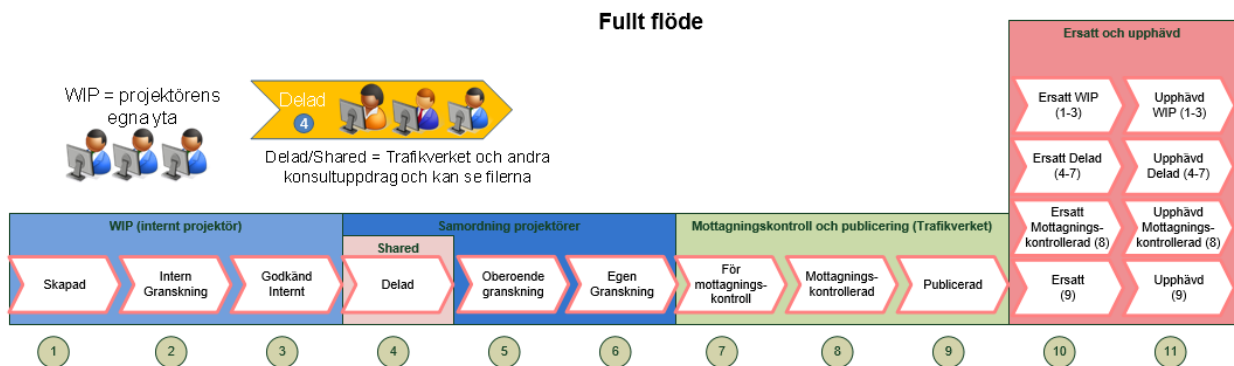 Fullt flöde
WIP = projektörens
egna yta
Delad
4
Delad/Shared = Trafikverket och andra
konsultuppdrag och kan se filerna
WIP (internt projektör)
Skapad
Intern
Granskning
Godkänd
Internt
Samordning projektörer
Shared
Delad
Oberoende
granskning
Egen
Granskning
Mottagningskontroll och publicering (Trafikverket)
För
mottagnings-
kontroll
Mottagnings-
kontrollerad
Publicerad
Ersatt och upphävd
Ersatt WIP
(1-3)
Upphävd
WIP (1-3)
Ersatt Delad
(4-7)
Upphävd
Delad (4-7)
Ersatt
Mottagnings-
kontrollerad (8)
Upphävd
Mottagnings-
kontrollerad (8)
Ersatt
(9)
Upphävd
(9)
1
2
3
4
5
6
7
8
9
10
11